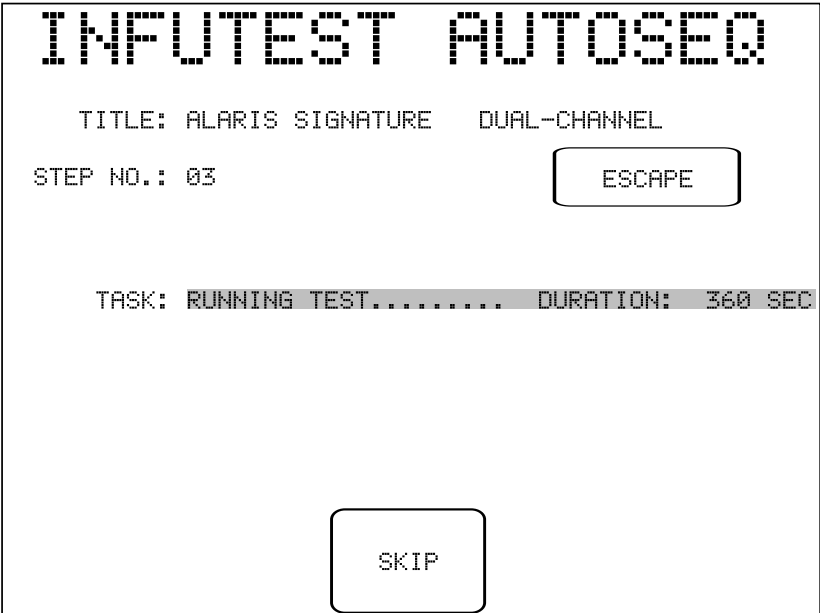 INFUTEST AUTOSEQ
TITLE: ALARIS SIGNATURE DUAL-CHANNEL
STEP NO.: 03
ESCAPE
TASK: RUNNING TEST......... DURATION: 360 SEC
SKIP